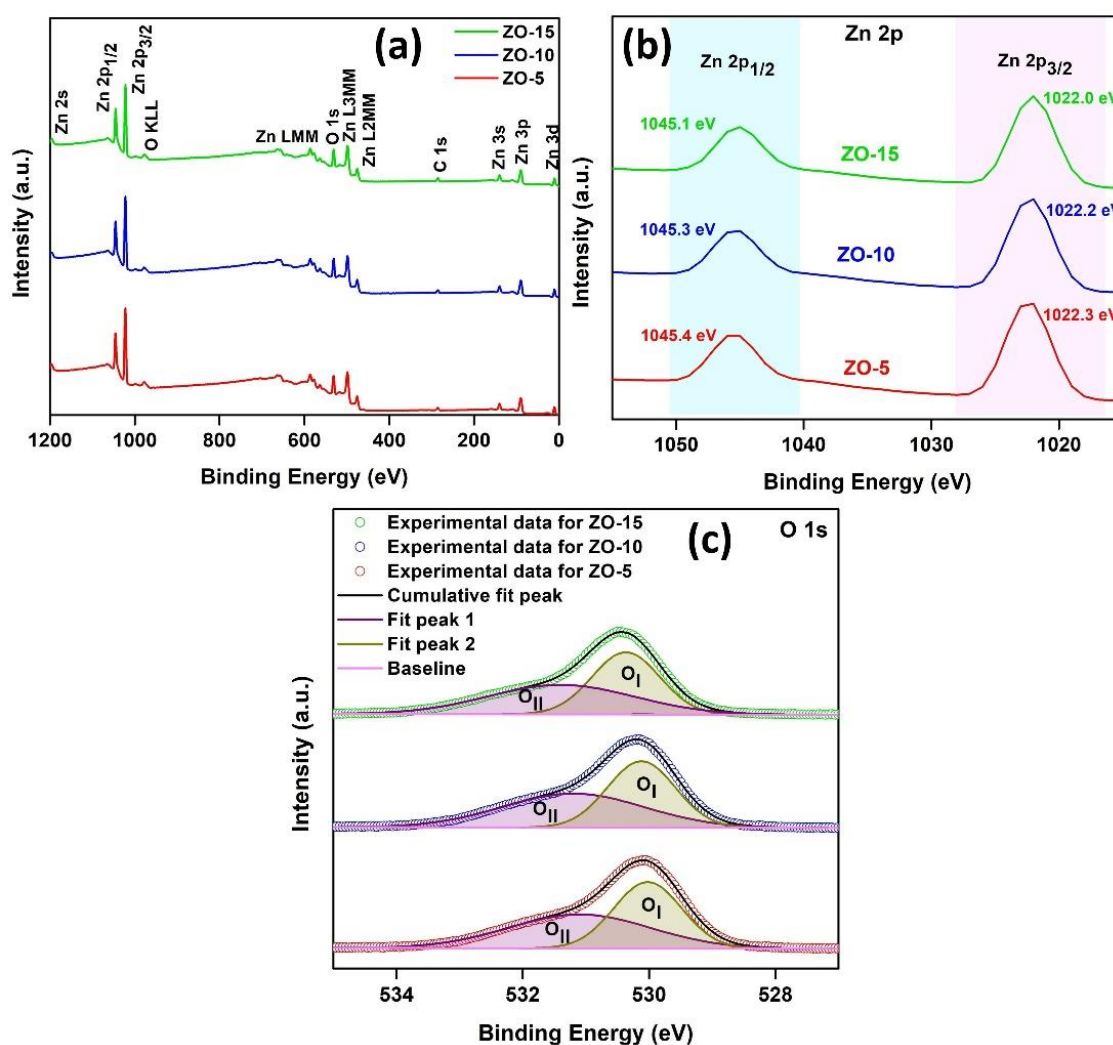 (a)
ZO-15
ZO-10
ZO-5
Zn 2s
Zn 2p1/2
Zn 2p3/2
O KLL
Zn LMM
O 1s
Zn L3MM
Zn L2MM
C 1s
Zn 3s
Zn 3p
Zn 3d
Intensity (a.u.)
1200 1000 800 600 400 200 0
Binding Energy (eV)
(b)
Zn 2p
Zn 2p1/2
Zn 2p3/2
1045.1 eV
1022.0 eV
ZO-15
1045.3 eV
1022.2 eV
ZO-10
1045.4 eV
1022.3 eV
ZO-5
Intensity (a.u.)
1050 1040 1030 1020
Binding Energy (eV)
Experimental data for ZO-15
Experimental data for ZO-10
Experimental data for ZO-5
Cumulative fit peak
Fit peak 1
Fit peak 2
Baseline
(c)
O 1s
OI
OII
OI
OII
OI
OII
Intensity (a.u.)
534 532 530 528
Binding Energy (eV)